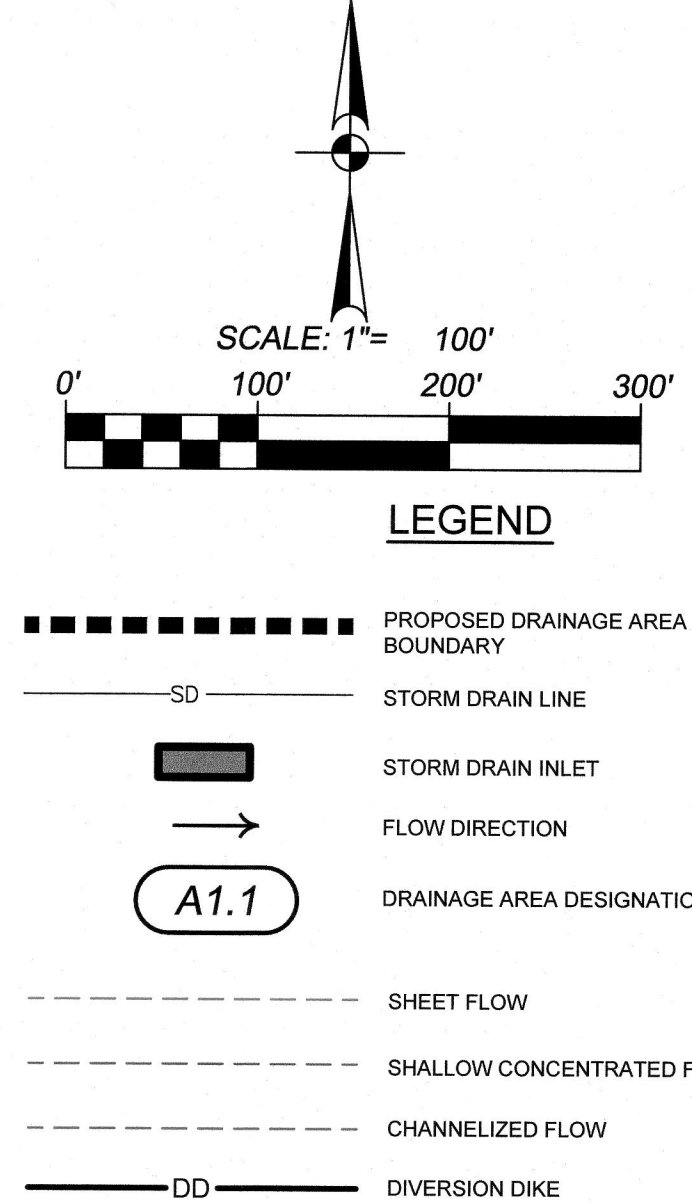 SCALE: 1"= 100'
0' 100' 200' 300'
LEGEND
PROPOSED DRAINAGE AREA
BOUNDARY
SD
STORM DRAIN LINE
STORM DRAIN INLET
FLOW DIRECTION
A1.1
DRAINAGE AREA DESIGNATIO
SHEET FLOW
SHALLOW CONCENTRATED F
CHANNELIZED FLOW
DD
DIVERSION DIKE